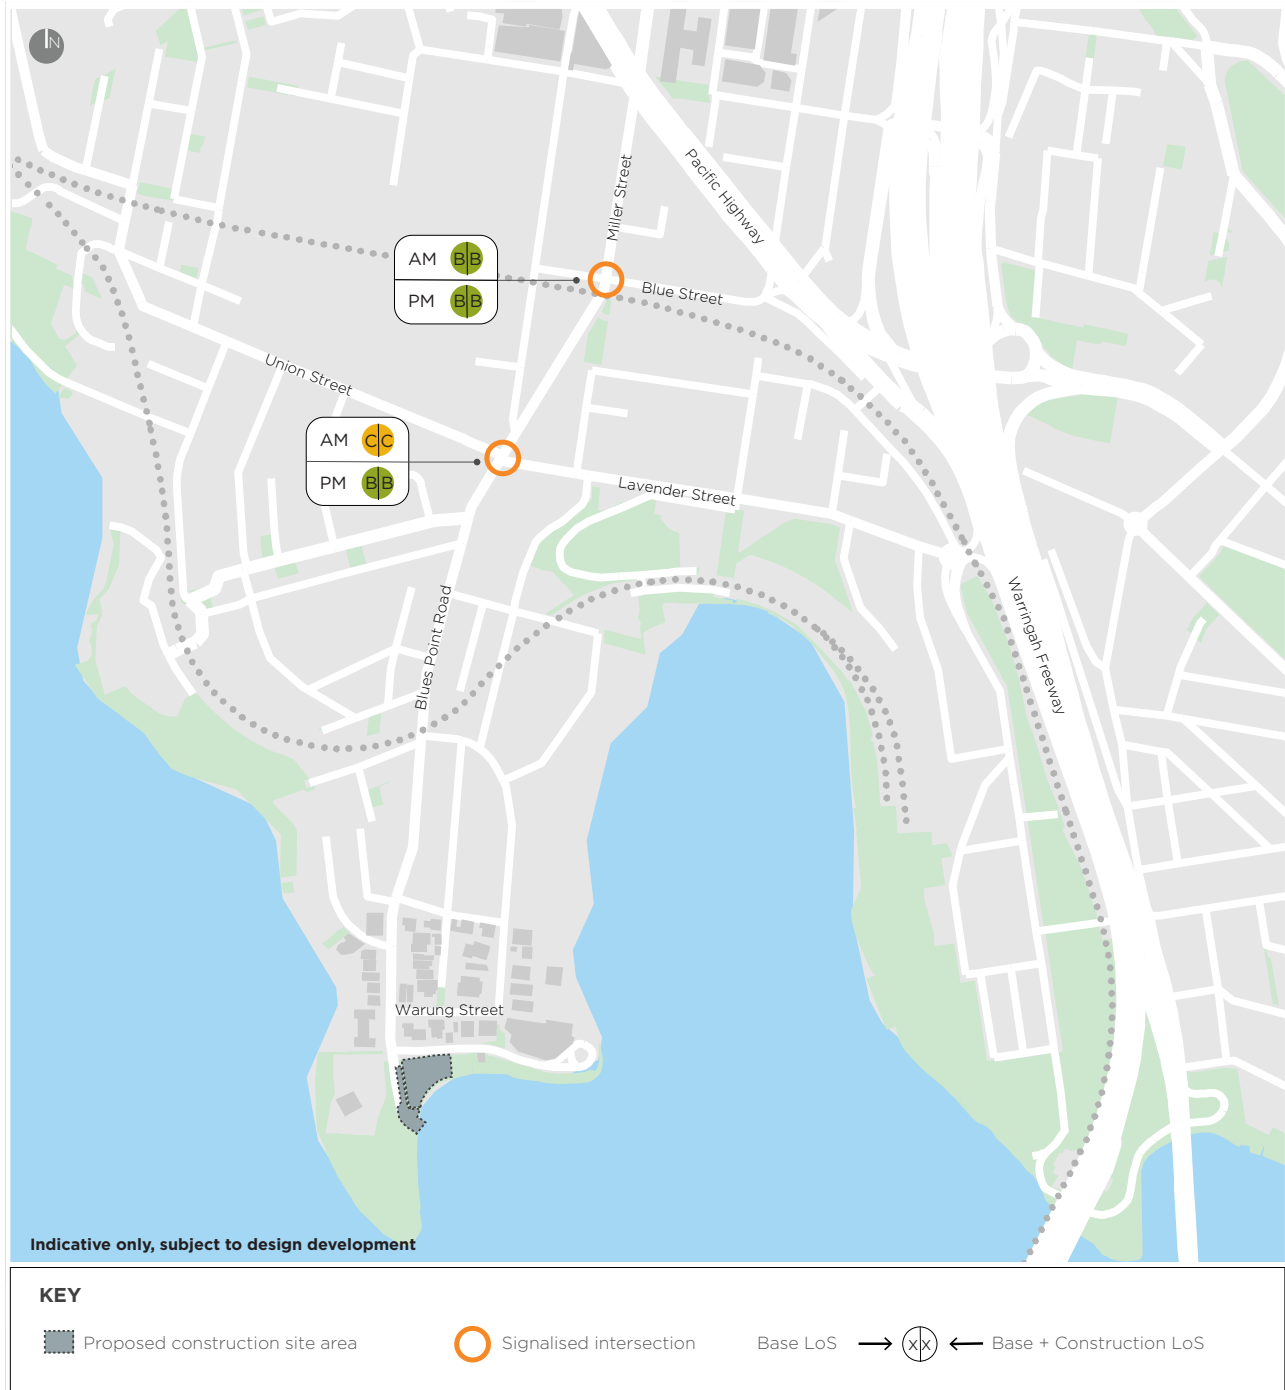 N
Miller Street
Pacific Highway
AM B B
PM B B
Blue Street
Union Street
AM C C
PM B B
Lavender Street
Blues Point Road
Warringah Freeway
Warung Street
Indicative only, subject to design development
KEY
Proposed construction site area
Signalised intersection
Base LoS
X X
Base + Construction LoS